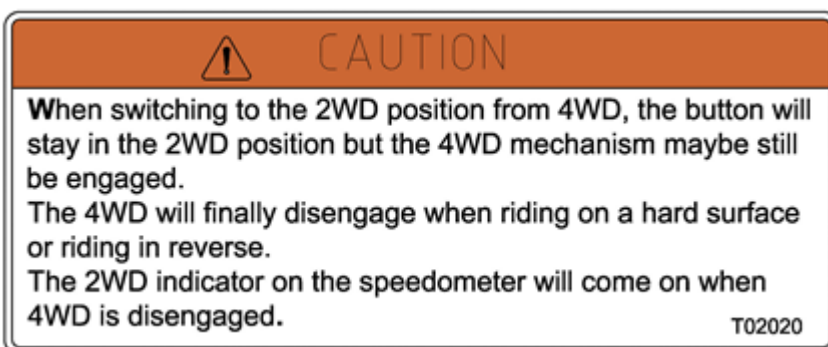 CAUTION
When switching to the 2WD position from 4WD, the button will
stay in the 2WD position but the 4WD mechanism maybe still
be engaged.
The 4WD will finally disengage when riding on a hard surface
or riding in reverse.
The 2WD indicator on the speedometer will come on when
4WD is disengaged.
T02020